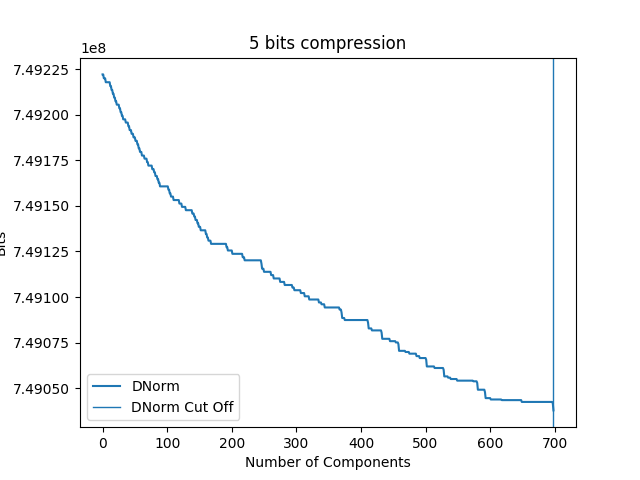 5 bits compression
1e8
7.49225
7.49200
7.49175
7.49150
7.49125
7.49100
7.49075
7.49050
Bits
DNorm
DNorm Cut Off
0 100 200 300 400 500 600 700
Number of Components